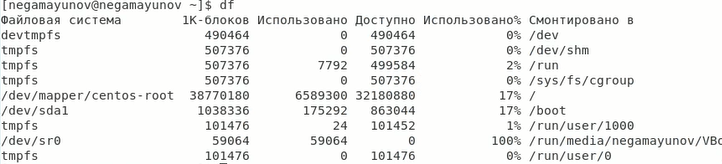 [negamayunov@negamayunov ~]$ df
Файловая система 1K-блоков Использовано Доступно Использовано% Смонтировано в
devtmpfs 490464 0 490464 0% /dev
tmpfs 507376 0 507376 0% /dev/shm
tmpfs 507376 7792 499584 2% /run
tmpfs 507376 0 507376 0% /sys/fs/cgroup
/dev/mapper/centos-root 38770180 6589300 32180880 17% /
/dev/sda1 1038336 175292 863044 17% /boot
tmpfs 101476 24 101452 1% /run/user/1000
/dev/sr0 59064 59064 0 100% /run/media/negamayunov/VBo
tmpfs 101476 0 101476 0% /run/user/0